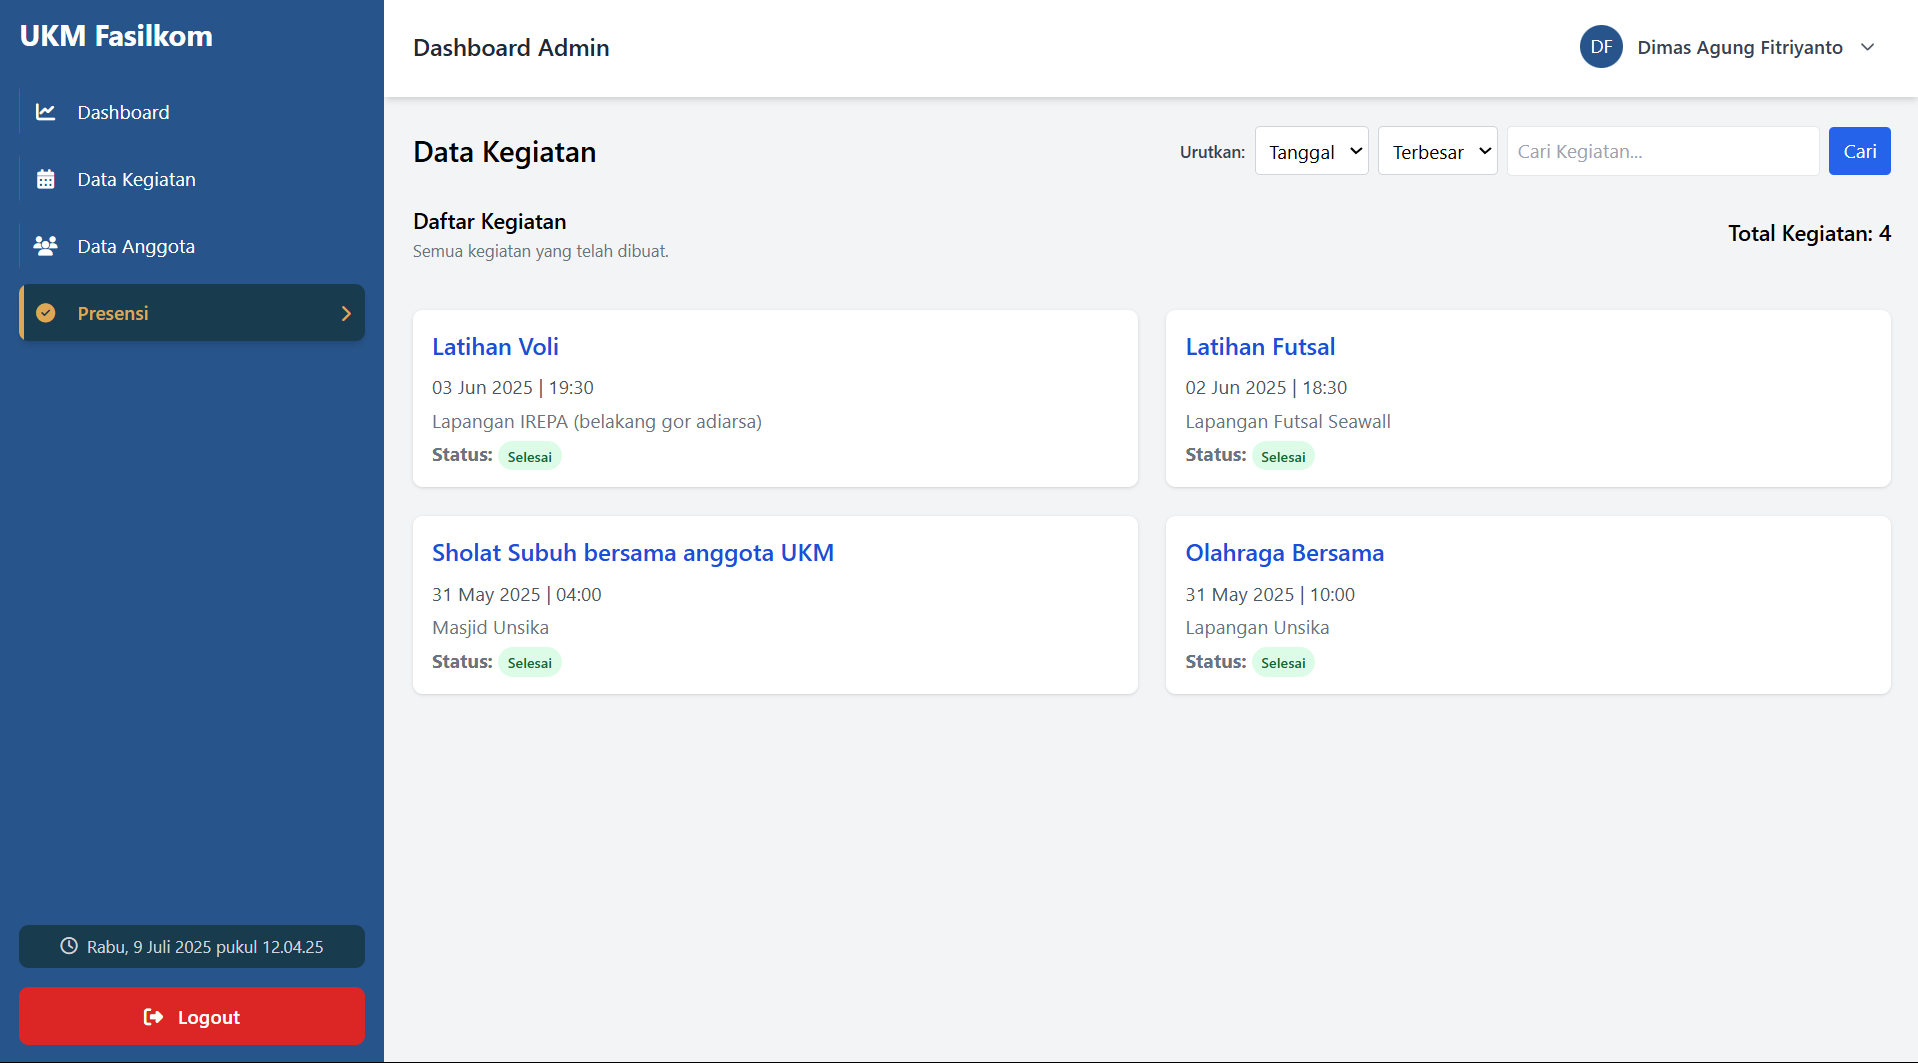 UKM Fasilkom
Dashboard
Data Kegiatan
Data Anggota
Presensi
Rabu, 9 Juli 2025 pukul 12.04.25
Logout
Dashboard Admin
DF
Dimas Agung Fitriyanto
Data Kegiatan
Urutkan:
Tanggal
Terbesar
Cari Kegiatan...
Cari
Daftar Kegiatan
Semua kegiatan yang telah dibuat.
Total Kegiatan: 4
Latihan Voli
03 Jun 2025 | 19:30
Lapangan IREPA (belakang gor adiarsa)
Status: Selesai
Latihan Futsal
02 Jun 2025 | 18:30
Lapangan Futsal Seawall
Status: Selesai
Sholat Subuh bersama anggota UKM
31 May 2025 | 04:00
Masjid Unsika
Status: Selesai
Olahraga Bersama
31 May 2025 | 10:00
Lapangan Unsika
Status: Selesai